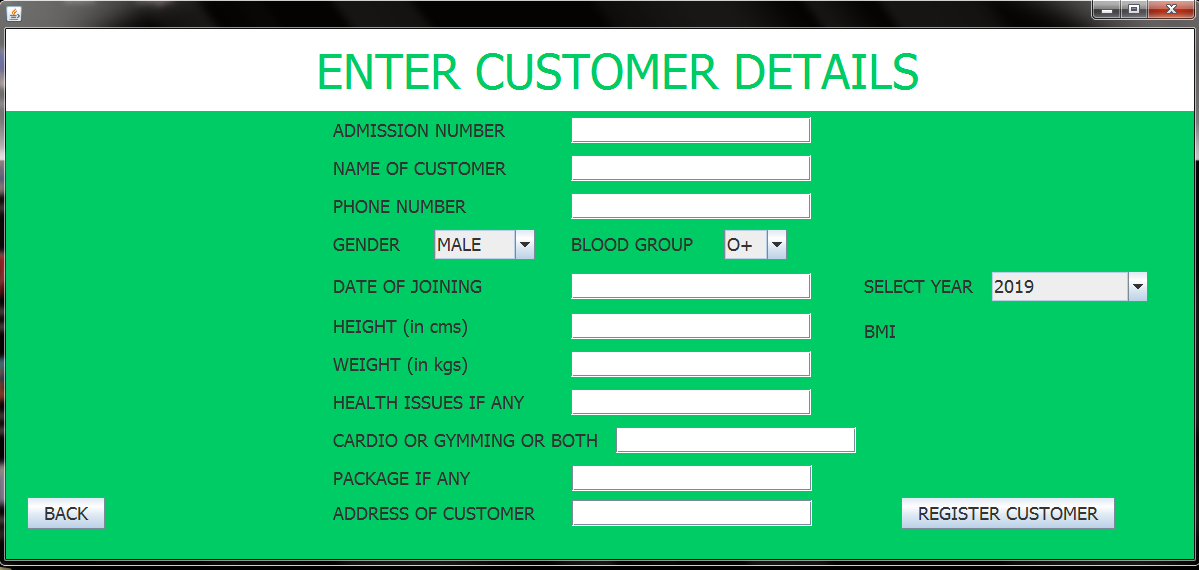 ENTER CUSTOMER DETAILS
ADMISSION NUMBER
NAME OF CUSTOMER
PHONE NUMBER
GENDER MALE BLOOD GROUP O+
DATE OF JOINING SELECT YEAR 2019
HEIGHT (in cms)
BMI
WEIGHT (in kgs)
HEALTH ISSUES IF ANY
CARDIO OR GYMMING OR BOTH
PACKAGE IF ANY
BACK ADDRESS OF CUSTOMER REGISTER CUSTOMER